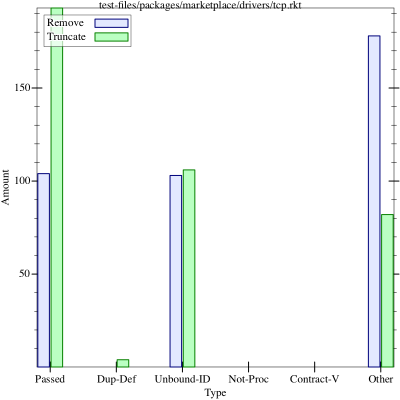 test-files/packages/marketplace/drivers/tcp.rkt
Remove
Truncate
150
100
50
Amount
Passed Dup-Def Unbound-ID Not-Proc Contract-V Other
Type